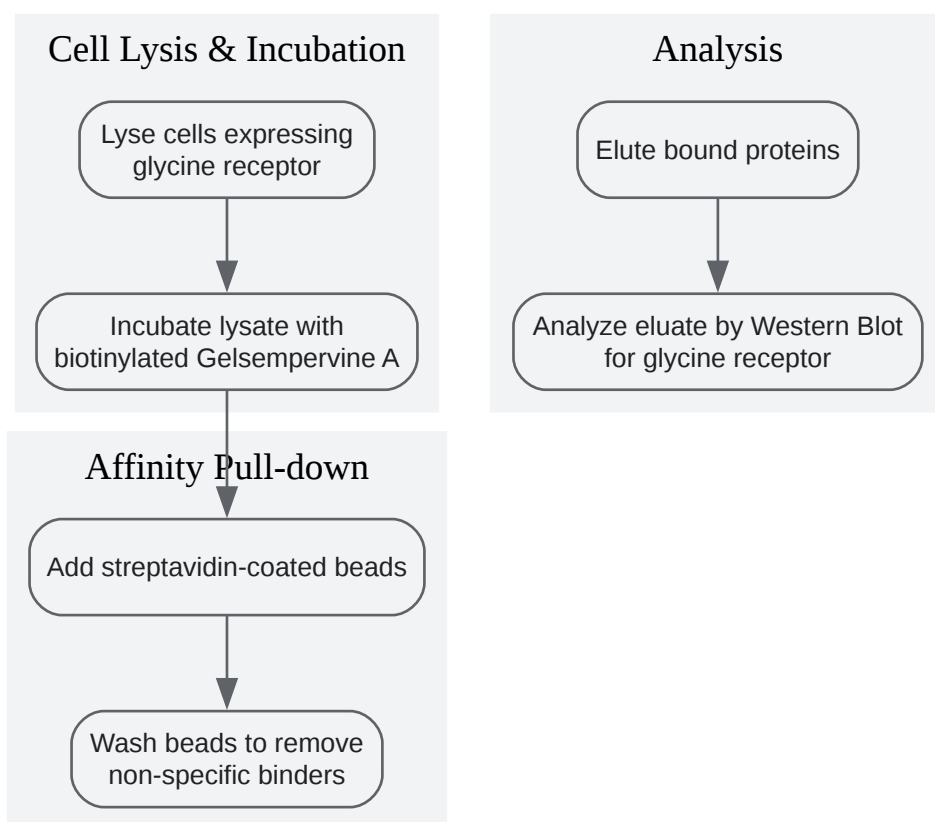 Cell Lysis & Incubation
Lyse cells expressing
glycine receptor
Incubate lysate with
biotinylated Gelsempervine A
Affinity Pull-down
Add streptavidin-coated beads
Wash beads to remove
non-specific binders
Analysis
Elute bound proteins
Analyze eluate by Western Blot
for glycine receptor